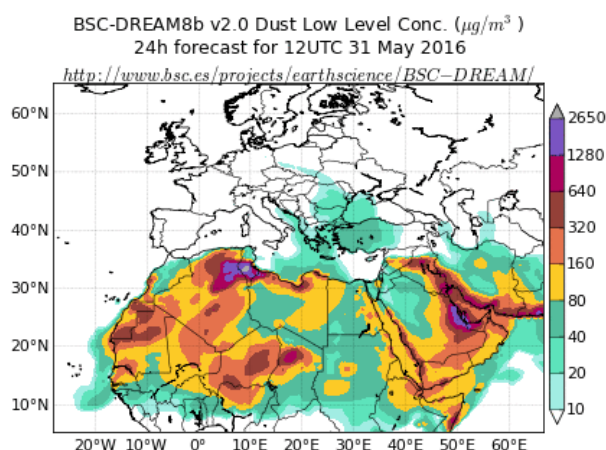 BSC-DREAM8b v2.0 Dust Low Level Conc. (μg/m³ )
24h forecast for 12UTC 31 May 2016
http://www.bsc.es/projects/earthscience/BSC−DREAM/
60°N
50°N
40°N
30°N
20°N
10°N
20°W 10°W 0° 10°E 20°E 30°E 40°E 50°E 60°E
2650
1280
640
320
160
80
40
20
10